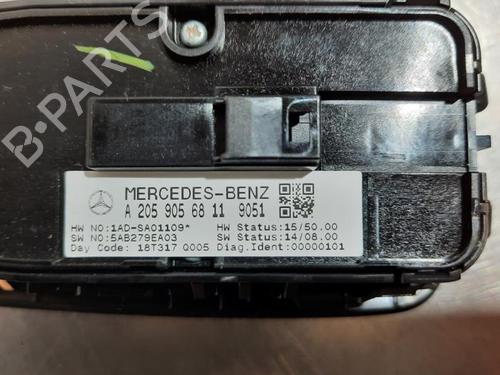 B-PARTS
MERCEDES-BENZ
A 205 905 68 11 9051
HW NO:1AD-SA01109* HW Status:15/50.00
SW NO:5AB279EA03 SW Status:14/08.00
Day Code: 18T317 Q005 Diag.Ident:00000101